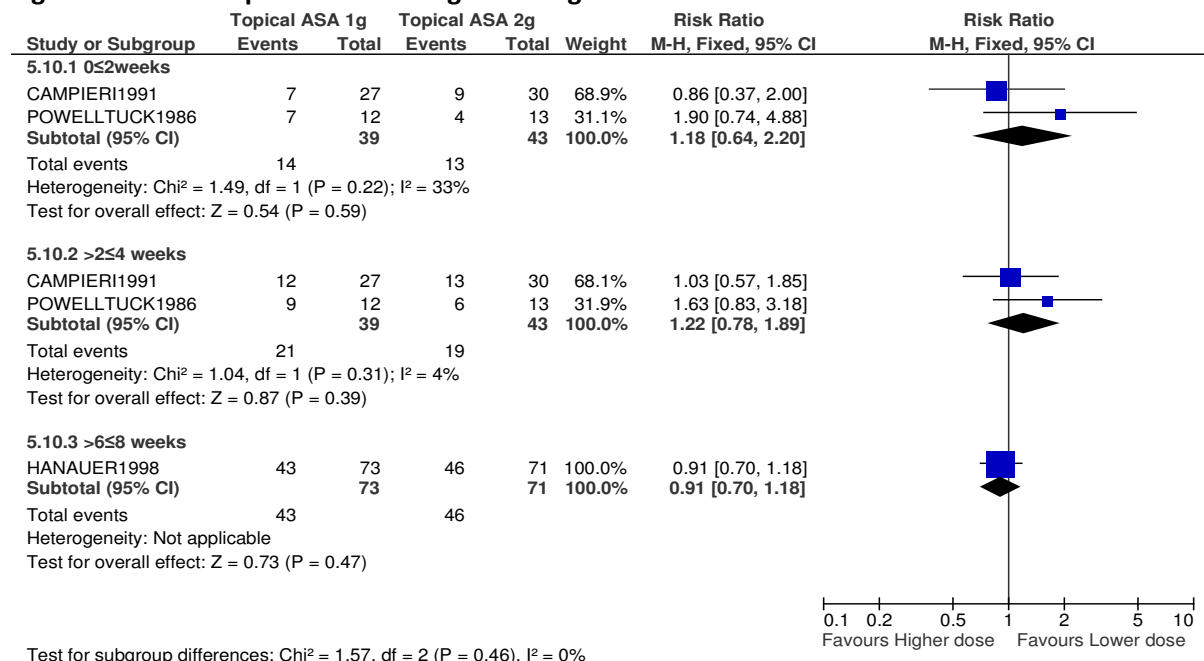 Topical ASA 1g Topical ASA 2g Risk Ratio Risk Ratio
Study or Subgroup Events Total Events Total Weight M-H, Fixed, 95% CI M-H, Fixed, 95% CI
5.10.1 0≤2weeks
CAMPIERI1991 7 27 9 30 68.9% 0.86 [0.37, 2.00]
POWELLTUCK1986 7 12 4 13 31.1% 1.90 [0.74, 4.88]
Subtotal (95% CI) 39 43 100.0% 1.18 [0.64, 2.20]
Total events 14 13
Heterogeneity: Chi² = 1.49, df = 1 (P = 0.22); I² = 33%
Test for overall effect: Z = 0.54 (P = 0.59)
5.10.2 >2≤4 weeks
CAMPIERI1991 12 27 13 30 68.1% 1.03 [0.57, 1.85]
POWELLTUCK1986 9 12 6 13 31.9% 1.63 [0.83, 3.18]
Subtotal (95% CI) 39 43 100.0% 1.22 [0.78, 1.89]
Total events 21 19
Heterogeneity: Chi² = 1.04, df = 1 (P = 0.31); I² = 4%
Test for overall effect: Z = 0.87 (P = 0.39)
5.10.3 >6≤8 weeks
HANAUER1998 43 73 46 71 100.0% 0.91 [0.70, 1.18]
Subtotal (95% CI) 73 71 100.0% 0.91 [0.70, 1.18]
Total events 43 46
Heterogeneity: Not applicable
Test for overall effect: Z = 0.73 (P = 0.47)
0.1 0.2 0.5 1 2 5 10
Favours Higher dose Favours Lower dose
Test for subgroup differences: Chi² = 1.57, df = 2 (P = 0.46), I² = 0%